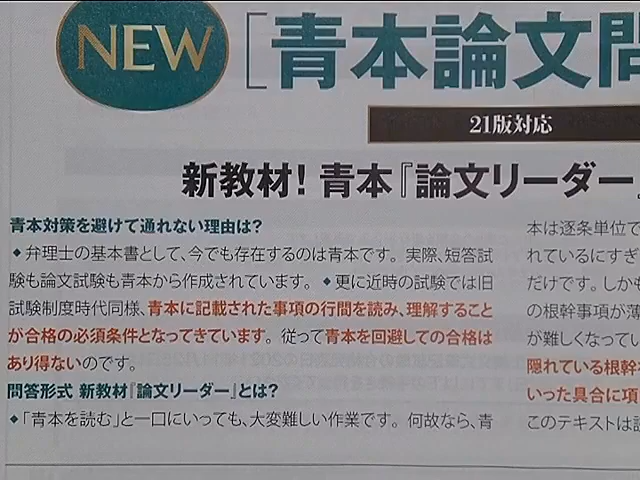 NEW
[青本論文問
21版対応
新教材! 青本『論文リーダー』
青本対策を避けて通れない理由は?
◆弁理士の基本書として、今でも存在するのは青本です。実際、短答試
験も論文試験も青本から作成されています。◆更に近時の試験では旧
試験制度時代同様、青本に記載された事項の行間を読み、理解すること
が合格の必須条件となってきています。従って青本を回避しての合格は
あり得ないのです。
問答形式 新教材『論文リーダー』とは?
◆「青本を読む」と一口にいっても、大変難しい作業です。何故なら、青
本は逐条単位で
れているにすぎ
だけです。しかも
の根幹事項が薄
が難しくなってい
隠れている根幹
いった具合に項
このテキストは